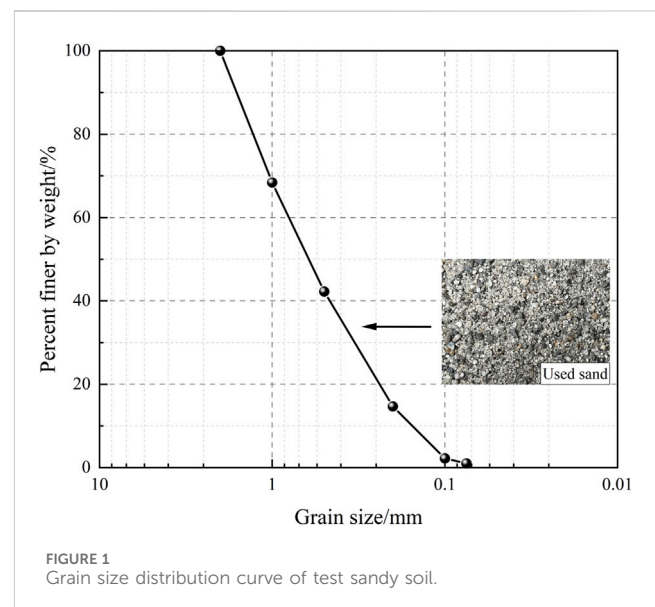 100
80
60
40
20
0
Percent finer by weight/%
Used sand
10 1 0.1 0.01
Grain size/mm
FIGURE 1
Grain size distribution curve of test sandy soil.